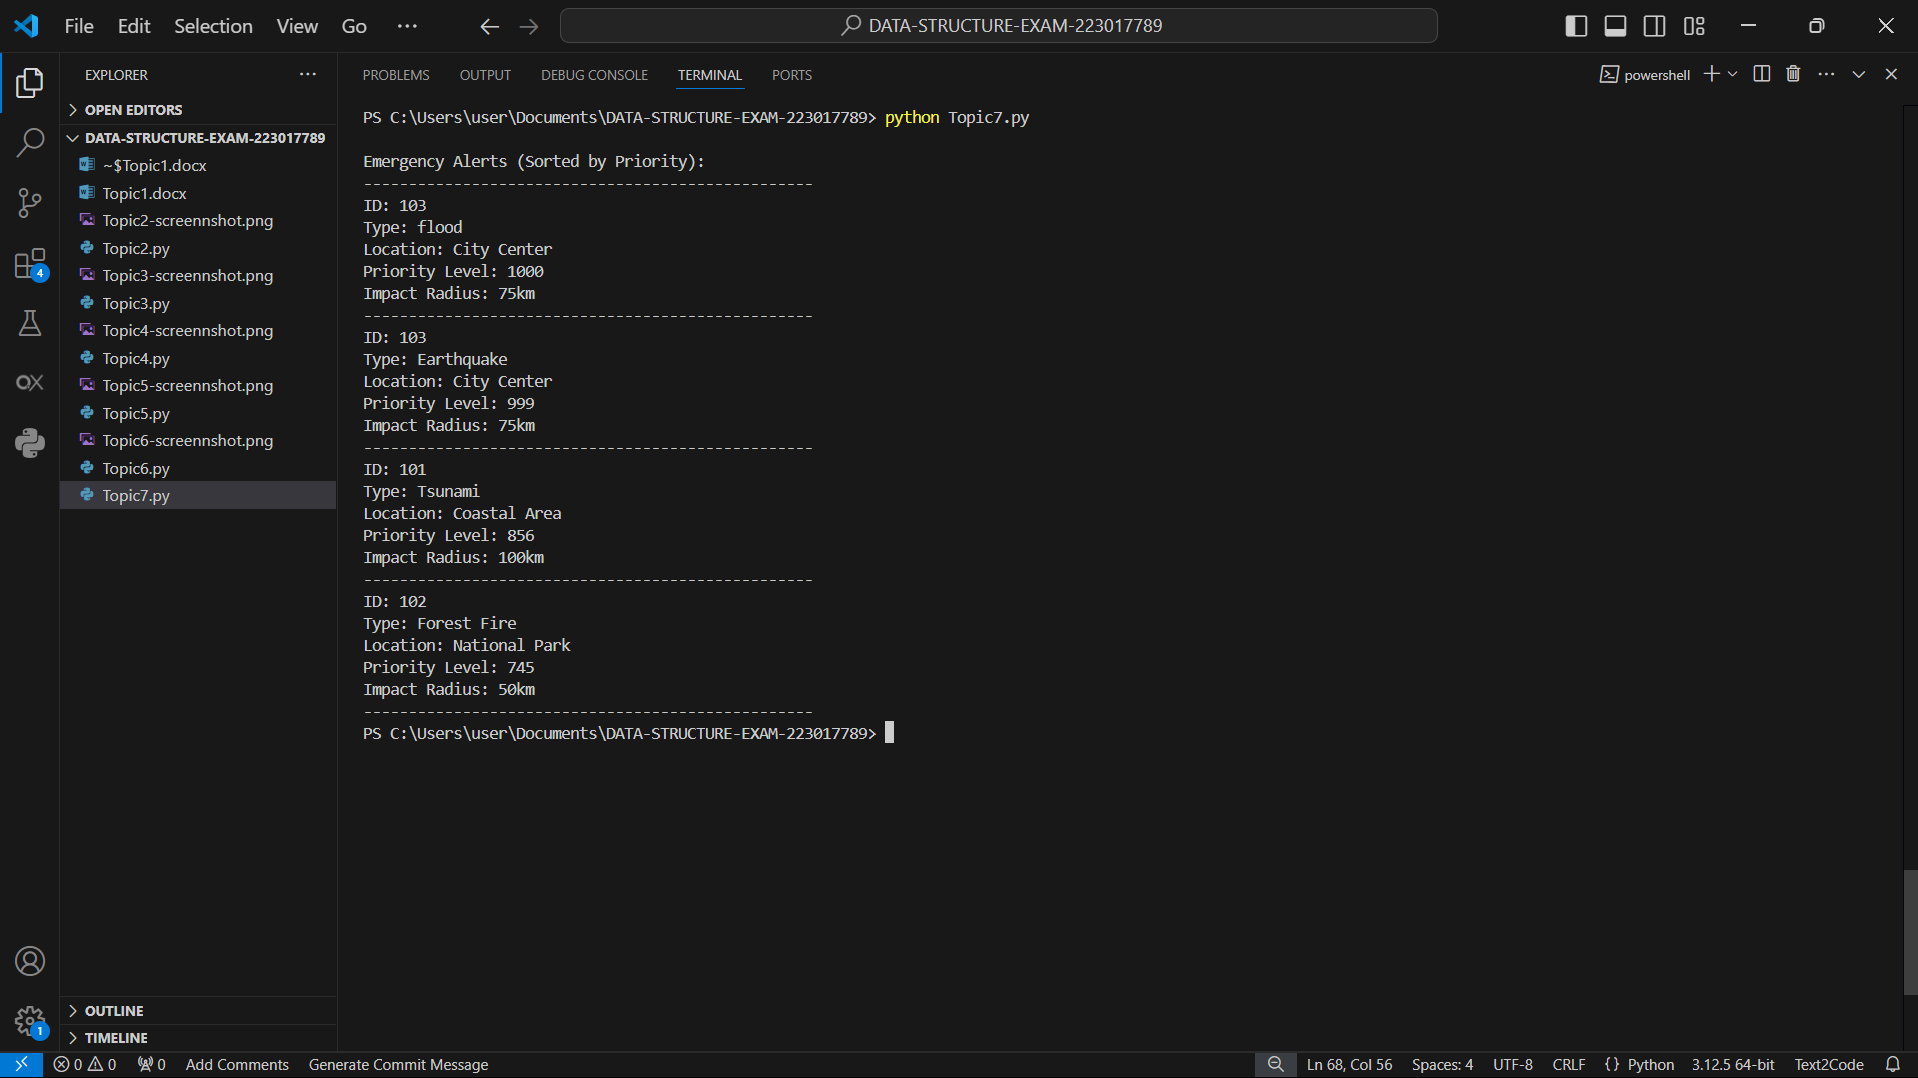 File Edit Selection View Go ···
DATA-STRUCTURE-EXAM-223017789
EXPLORER ···
OPEN EDITORS
DATA-STRUCTURE-EXAM-223017789
~$Topic1.docx
Topic1.docx
Topic2-screennshot.png
Topic2.py
Topic3-screennshot.png
Topic3.py
Topic4-screennshot.png
Topic4.py
Topic5-screennshot.png
Topic5.py
Topic6-screennshot.png
Topic6.py
Topic7.py
OUTLINE
TIMELINE
4
OX
1
PROBLEMS OUTPUT DEBUG CONSOLE TERMINAL PORTS
powershell
PS C:\Users\user\Documents\DATA-STRUCTURE-EXAM-223017789> python Topic7.py
Emergency Alerts (Sorted by Priority):
--------------------------------------------------
ID: 103
Type: flood
Location: City Center
Priority Level: 1000
Impact Radius: 75km
--------------------------------------------------
ID: 103
Type: Earthquake
Location: City Center
Priority Level: 999
Impact Radius: 75km
--------------------------------------------------
ID: 101
Type: Tsunami
Location: Coastal Area
Priority Level: 856
Impact Radius: 100km
--------------------------------------------------
ID: 102
Type: Forest Fire
Location: National Park
Priority Level: 745
Impact Radius: 50km
--------------------------------------------------
PS C:\Users\user\Documents\DATA-STRUCTURE-EXAM-223017789>
0 0 0 Add Comments Generate Commit Message Ln 68, Col 56 Spaces: 4 UTF-8 CRLF {} Python 3.12.5 64-bit Text2Code